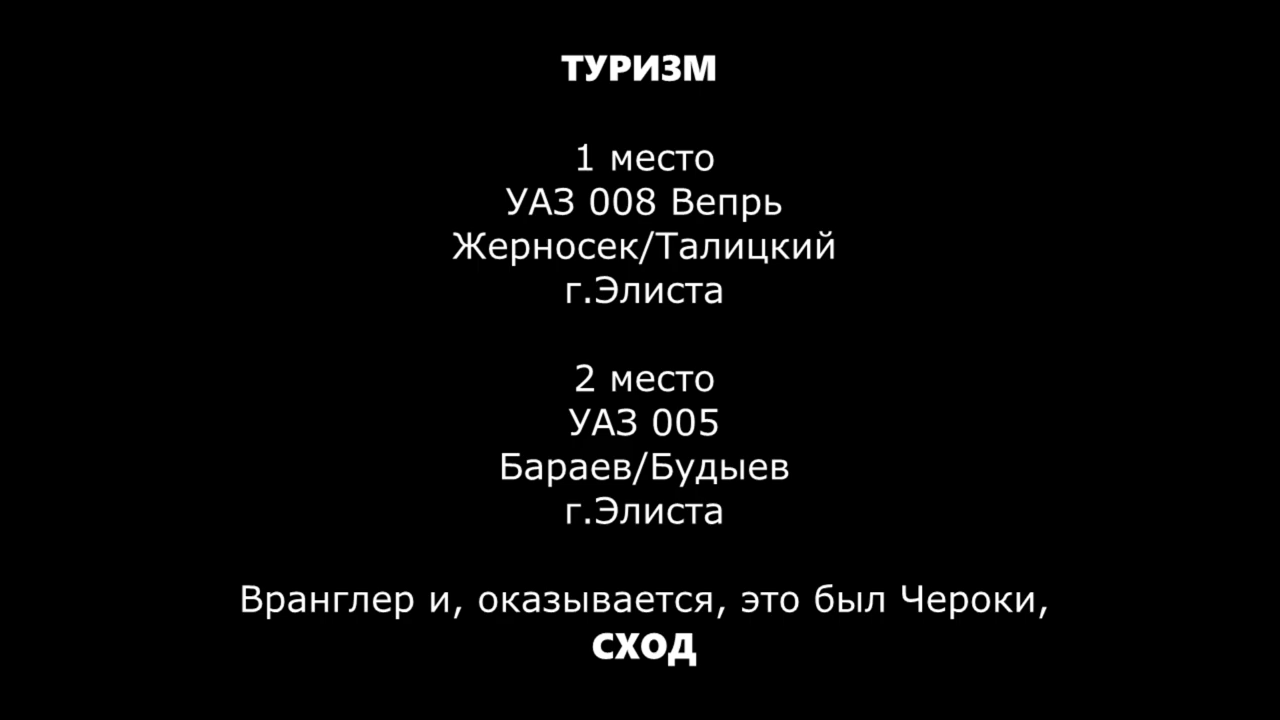 ТУРИЗМ
1 место
УАЗ 008 Вепрь
Жерносек/Талицкий
г.Элиста
2 место
УАЗ 005
Бараев/Будыев
г.Элиста
Вранглер и, оказывается, это был Чероки,
СХОД